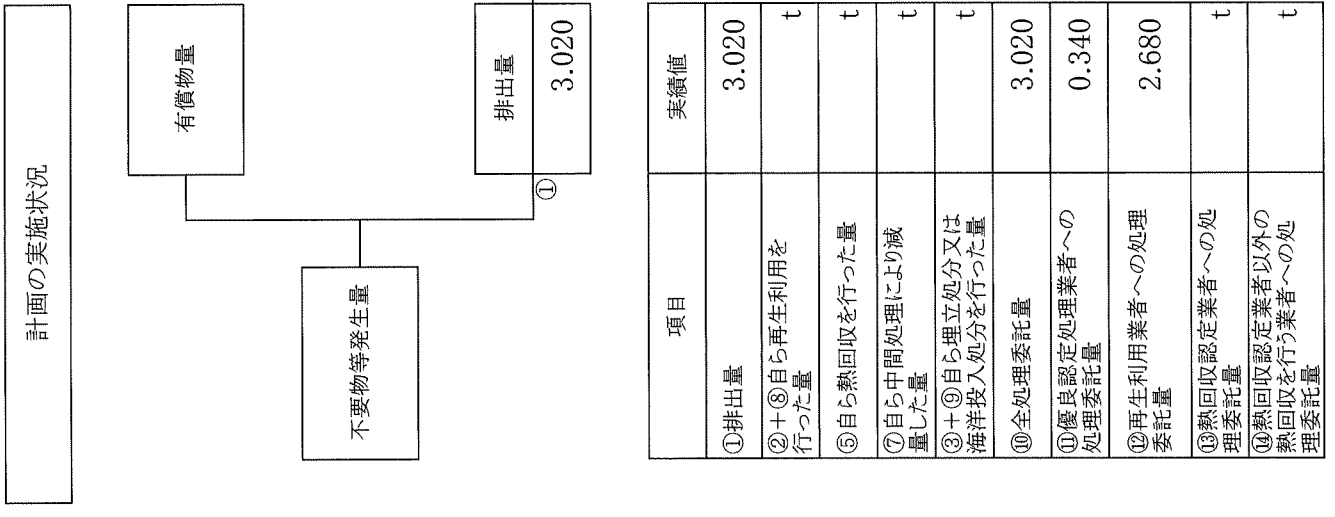 計画の実施状況
有償物量
不要物等発生量
①
排出量
3.020
項目
実績値
①排出量
3.020
②+⑧自ら再生利用を
行った量
t
⑤自ら熱回収を行った量
t
⑦自ら中間処理により減
量した量
t
③+⑨自ら埋立処分又は
海洋投入処分を行った量
t
⑩全処理委託量
3.020
⑪優良認定処理業者への
処理委託量
0.340
⑫再生利用業者への処理
委託量
2.680
⑬熱回収認定業者への処
理委託量
t
⑭熱回収認定業者以外の
熱回収を行う業者への処
理委託量
t